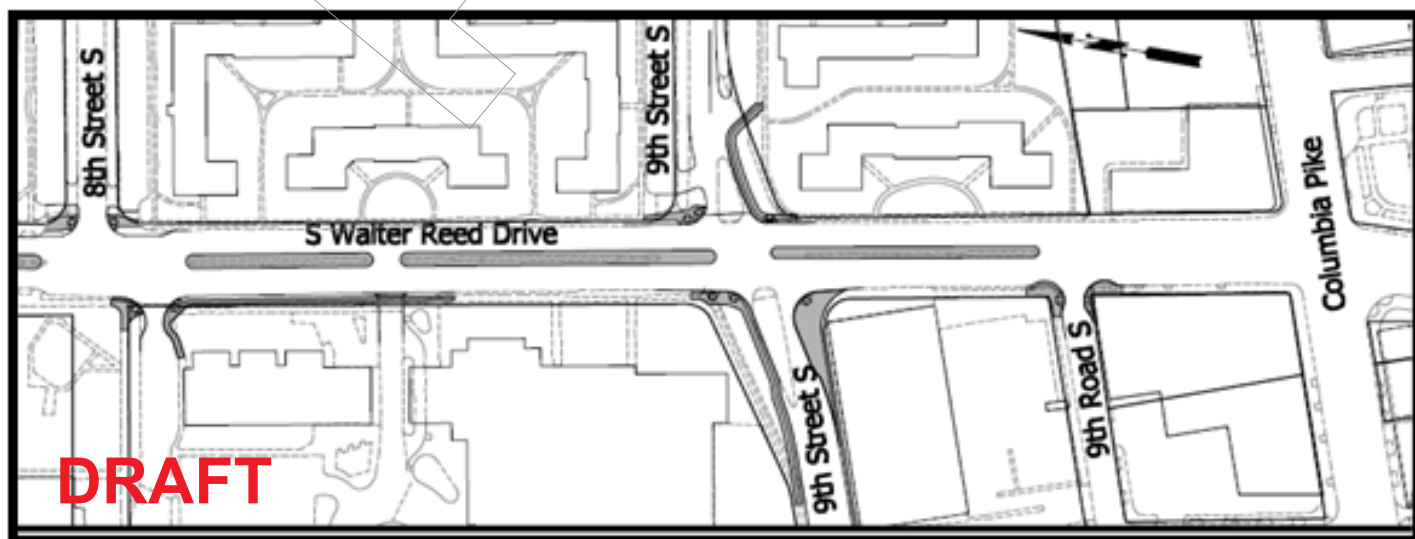 8th Street S
9th Street S
S Walter Reed Drive
Columbia Pike
9th Street S
9th Road S
DRAFT